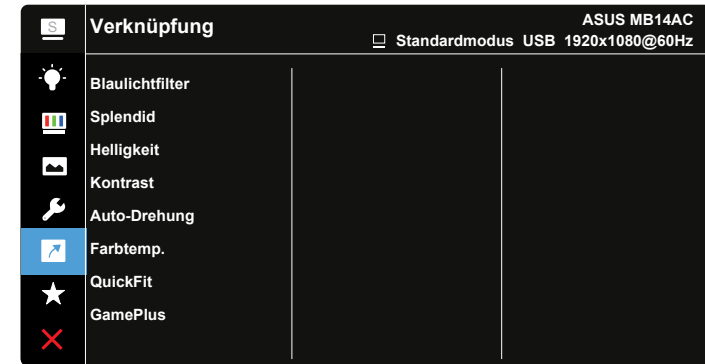 S
Verknüpfung
ASUS MB14AC
Standardmodus USB 1920x1080@60Hz
Blaulichtfilter
Splendid
Helligkeit
Kontrast
Auto-Drehung
Farbtemp.
QuickFit
GamePlus